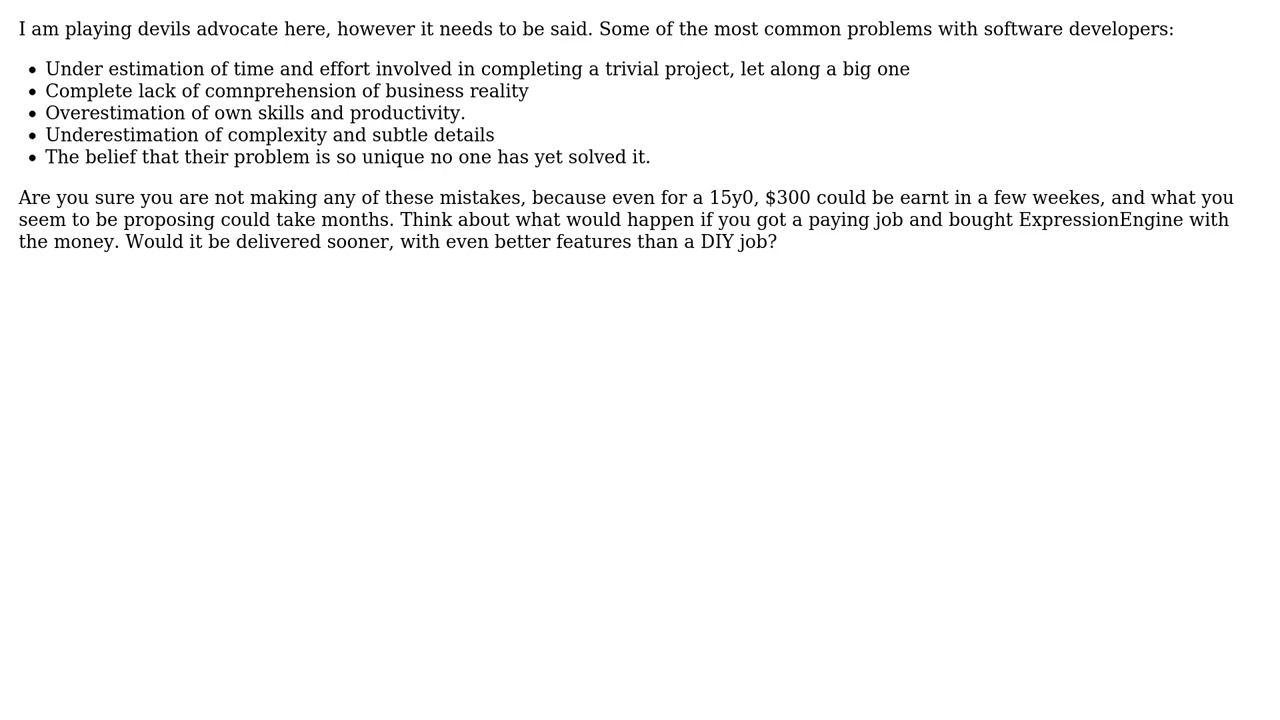 I am playing devils advocate here, however it needs to be said. Some of the most common problems with software developers:
• Under estimation of time and effort involved in completing a trivial project, let along a big one
• Complete lack of comnprehension of business reality
• Overestimation of own skills and productivity.
• Underestimation of complexity and subtle details
• The belief that their problem is so unique no one has yet solved it.
Are you sure you are not making any of these mistakes, because even for a 15y0, $300 could be earnt in a few weekes, and what you
seem to be proposing could take months. Think about what would happen if you got a paying job and bought ExpressionEngine with
the money. Would it be delivered sooner, with even better features than a DIY job?